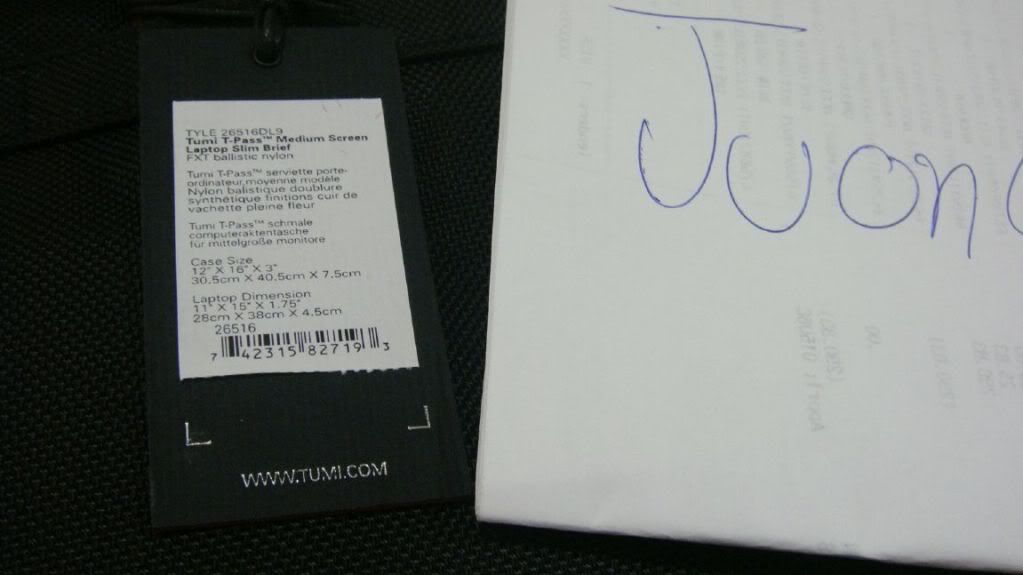 TYLE 26516DL9
Tumi T-Pass™ Medium Screen
Laptop Slim Brief
FXT ballistic nylon
Tumi T-Pass™ serviette porte-
ordinateur, moyenne modèle
Nylon balistique doublure
synthétique finitions cuir de
vachette pleine fleur
Tumi T-Pass™ schmale
computeraktentasche
für mittelgroße monitore
Case Size
12" X 16" X 3"
30.5cm X 40.5cm X 7.5cm
Laptop Dimension
11" X 15" X 1.75"
28cm X 38cm X 4.5cm
26516
7 42315 82719 3
WWW.TUMI.COM
Juon